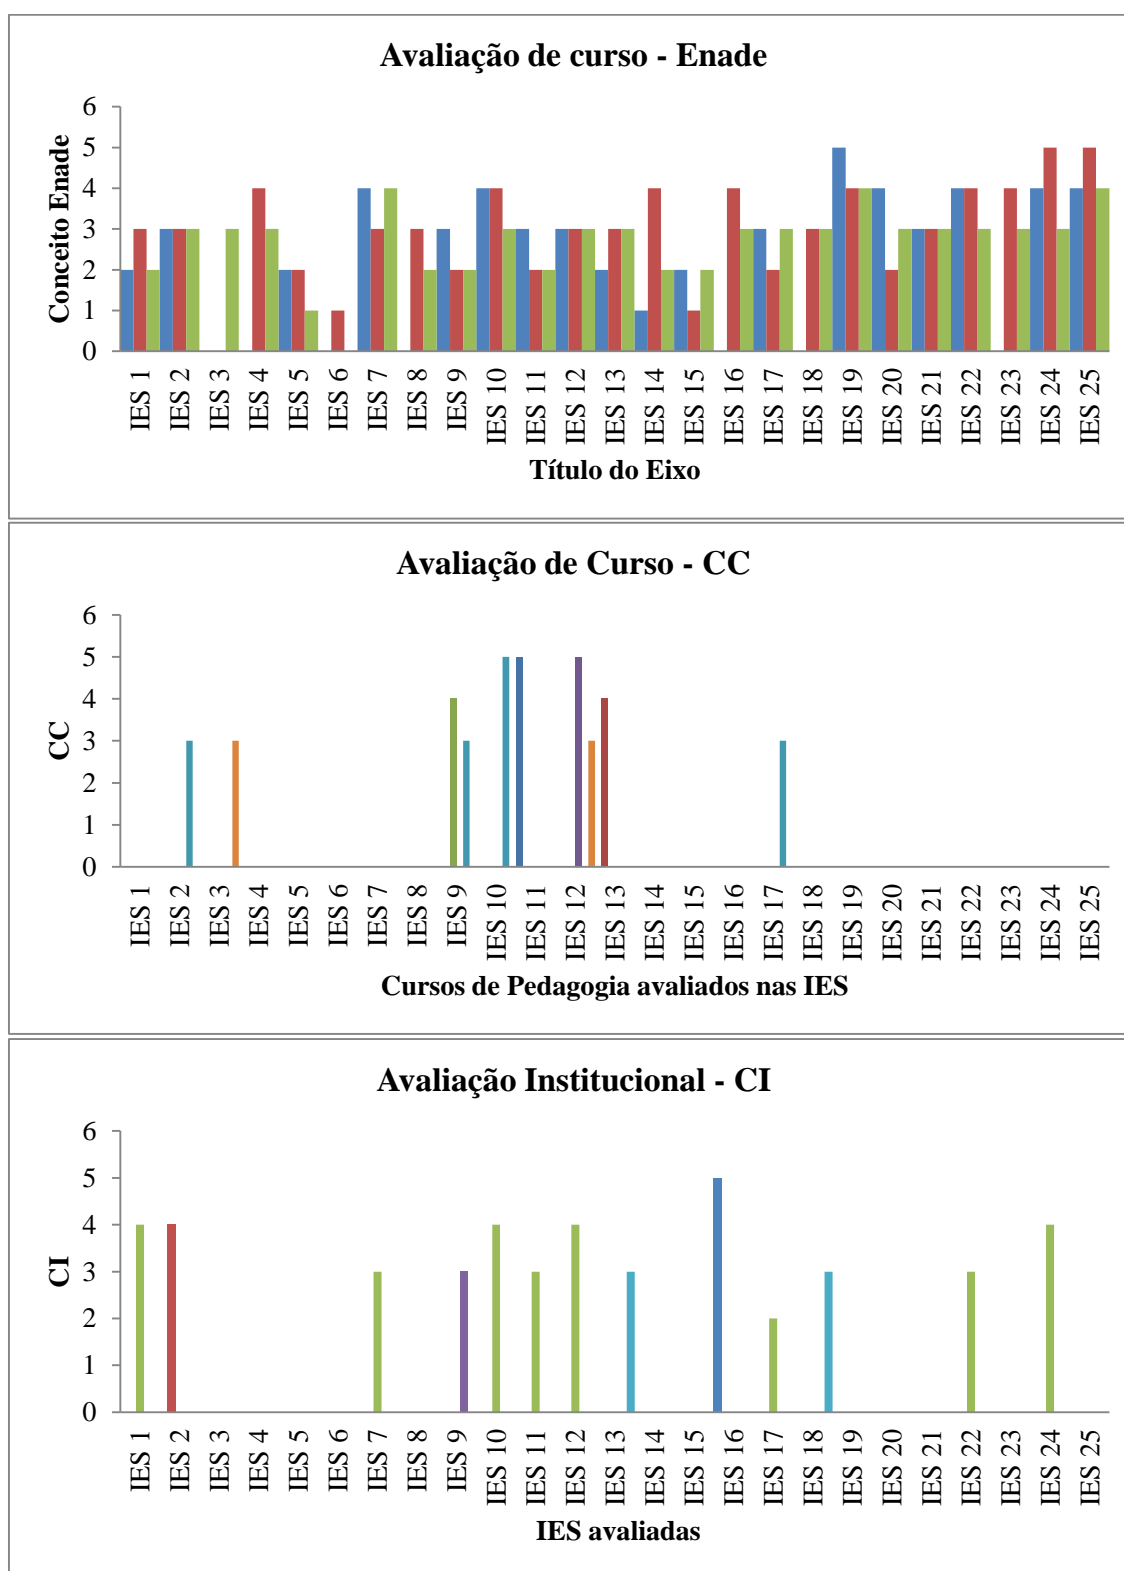 Avaliação de curso - Enade
6
5
4
3
2
1
0
Conceito Enade
IES 1
IES 2
IES 3
IES 4
IES 5
IES 6
IES 7
IES 8
IES 9
IES 10
IES 11
IES 12
IES 13
IES 14
IES 15
IES 16
IES 17
IES 18
IES 19
IES 20
IES 21
IES 22
IES 23
IES 24
IES 25
Título do Eixo
Avaliação de Curso - CC
6
5
4
3
2
1
0
CC
IES 1
IES 2
IES 3
IES 4
IES 5
IES 6
IES 7
IES 8
IES 9
IES 10
IES 11
IES 12
IES 13
IES 14
IES 15
IES 16
IES 17
IES 18
IES 19
IES 20
IES 21
IES 22
IES 23
IES 24
IES 25
Cursos de Pedagogia avaliados nas IES
Avaliação Institucional - CI
6
5
4
3
2
1
0
CI
IES 1
IES 2
IES 3
IES 4
IES 5
IES 6
IES 7
IES 8
IES 9
IES 10
IES 11
IES 12
IES 13
IES 14
IES 15
IES 16
IES 17
IES 18
IES 19
IES 20
IES 21
IES 22
IES 23
IES 24
IES 25
IES avaliadas